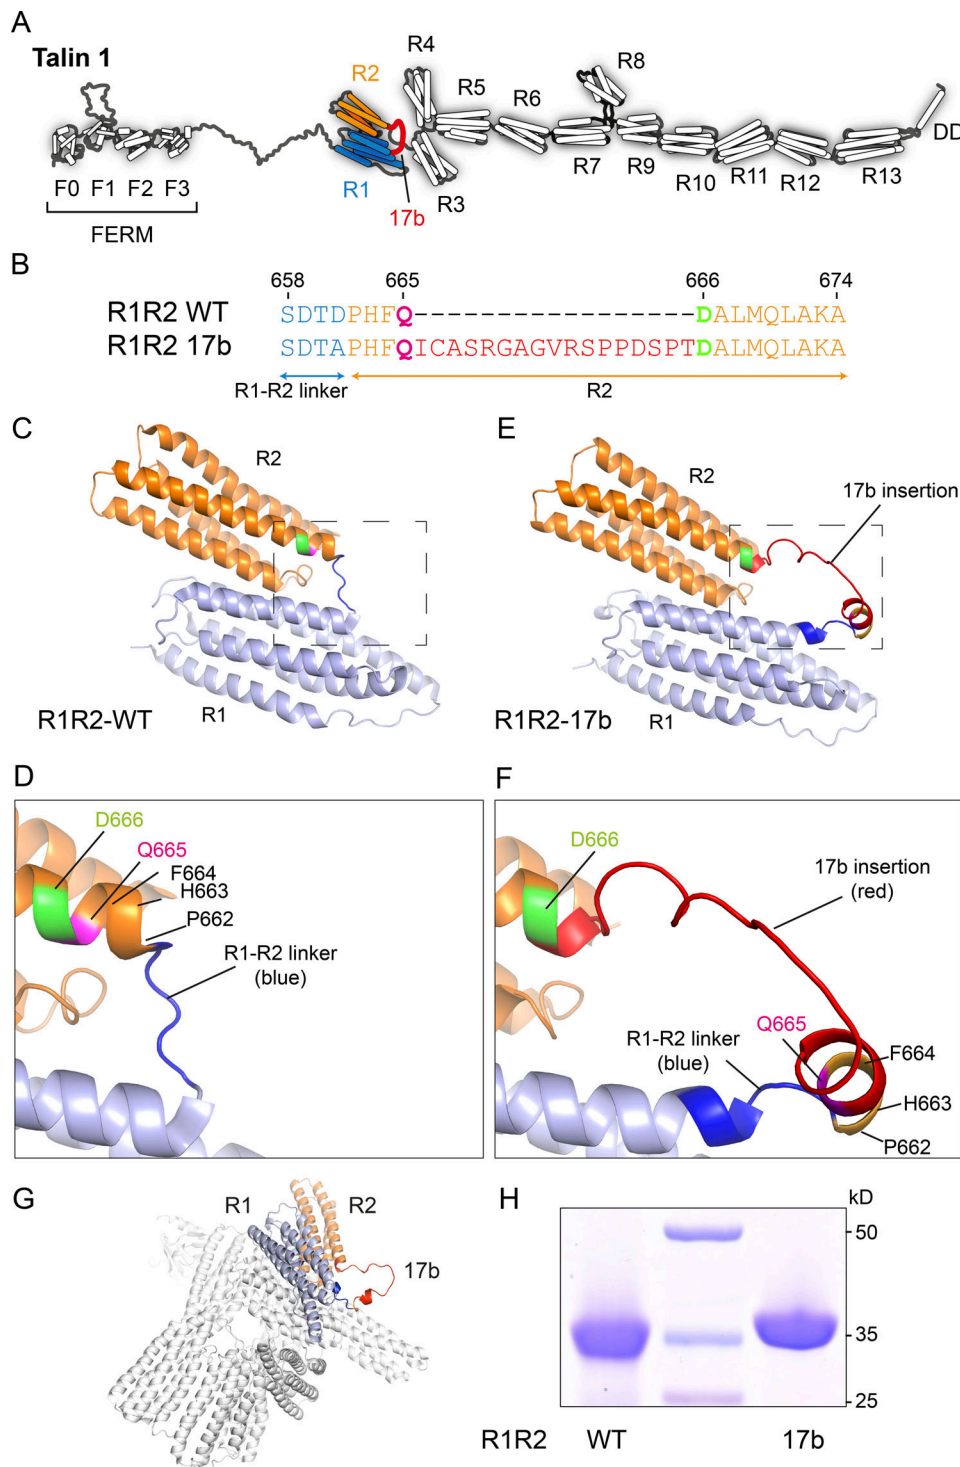 A
Talin 1
R4
R8
R2
R5
R6
F0 F1 F2 F3
FERM
R1
17b
R3
R7
R9
R10
R11
R12
R13
DD
B
658 665 666 674
R1R2 WT SDTDPHFQ----------------DALMQLAKA
R1R2 17b SDTAPHFQICASRGAGVRSPPDSPTDALMQLAKA
R1-R2 linker R2
C
R2
R1R2-WT
R1
E
R2
17b insertion
R1R2-17b
R1
D
D666
Q665
F664
H663
P662
R1-R2 linker
(blue)
F
D666
17b insertion
(red)
Q665
R1-R2 linker
(blue)
F664
H663
P662
G
R1
R2
17b
H
kD
50
35
25
R1R2 WT 17b